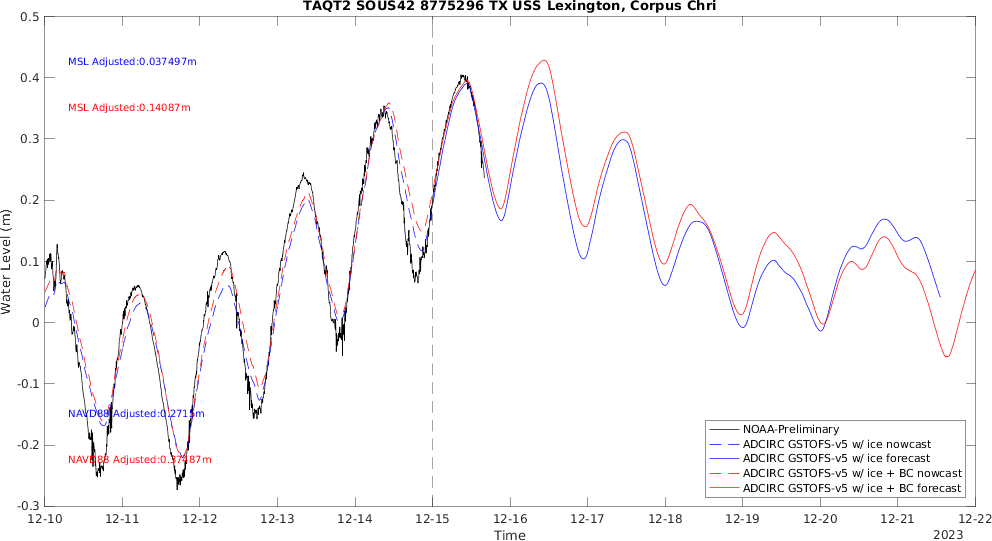 TAQT2 SOUS42 8775296 TX USS Lexington, Corpus Chri
0.5
0.4
0.3
0.2
0.1
0
-0.1
-0.2
-0.3
Water Level (m)
MSL Adjusted:0.037497m
MSL Adjusted:0.14087m
NAVD88 Adjusted:0.2715m
NAVD88 Adjusted:0.37487m
NOAA-Preliminary
ADCIRC GSTOFS-v5 w/ ice nowcast
ADCIRC GSTOFS-v5 w/ ice forecast
ADCIRC GSTOFS-v5 w/ ice + BC nowcast
ADCIRC GSTOFS-v5 w/ ice + BC forecast
12-10 12-11 12-12 12-13 12-14 12-15 12-16 12-17 12-18 12-19 12-20 12-21 12-22
Time
2023